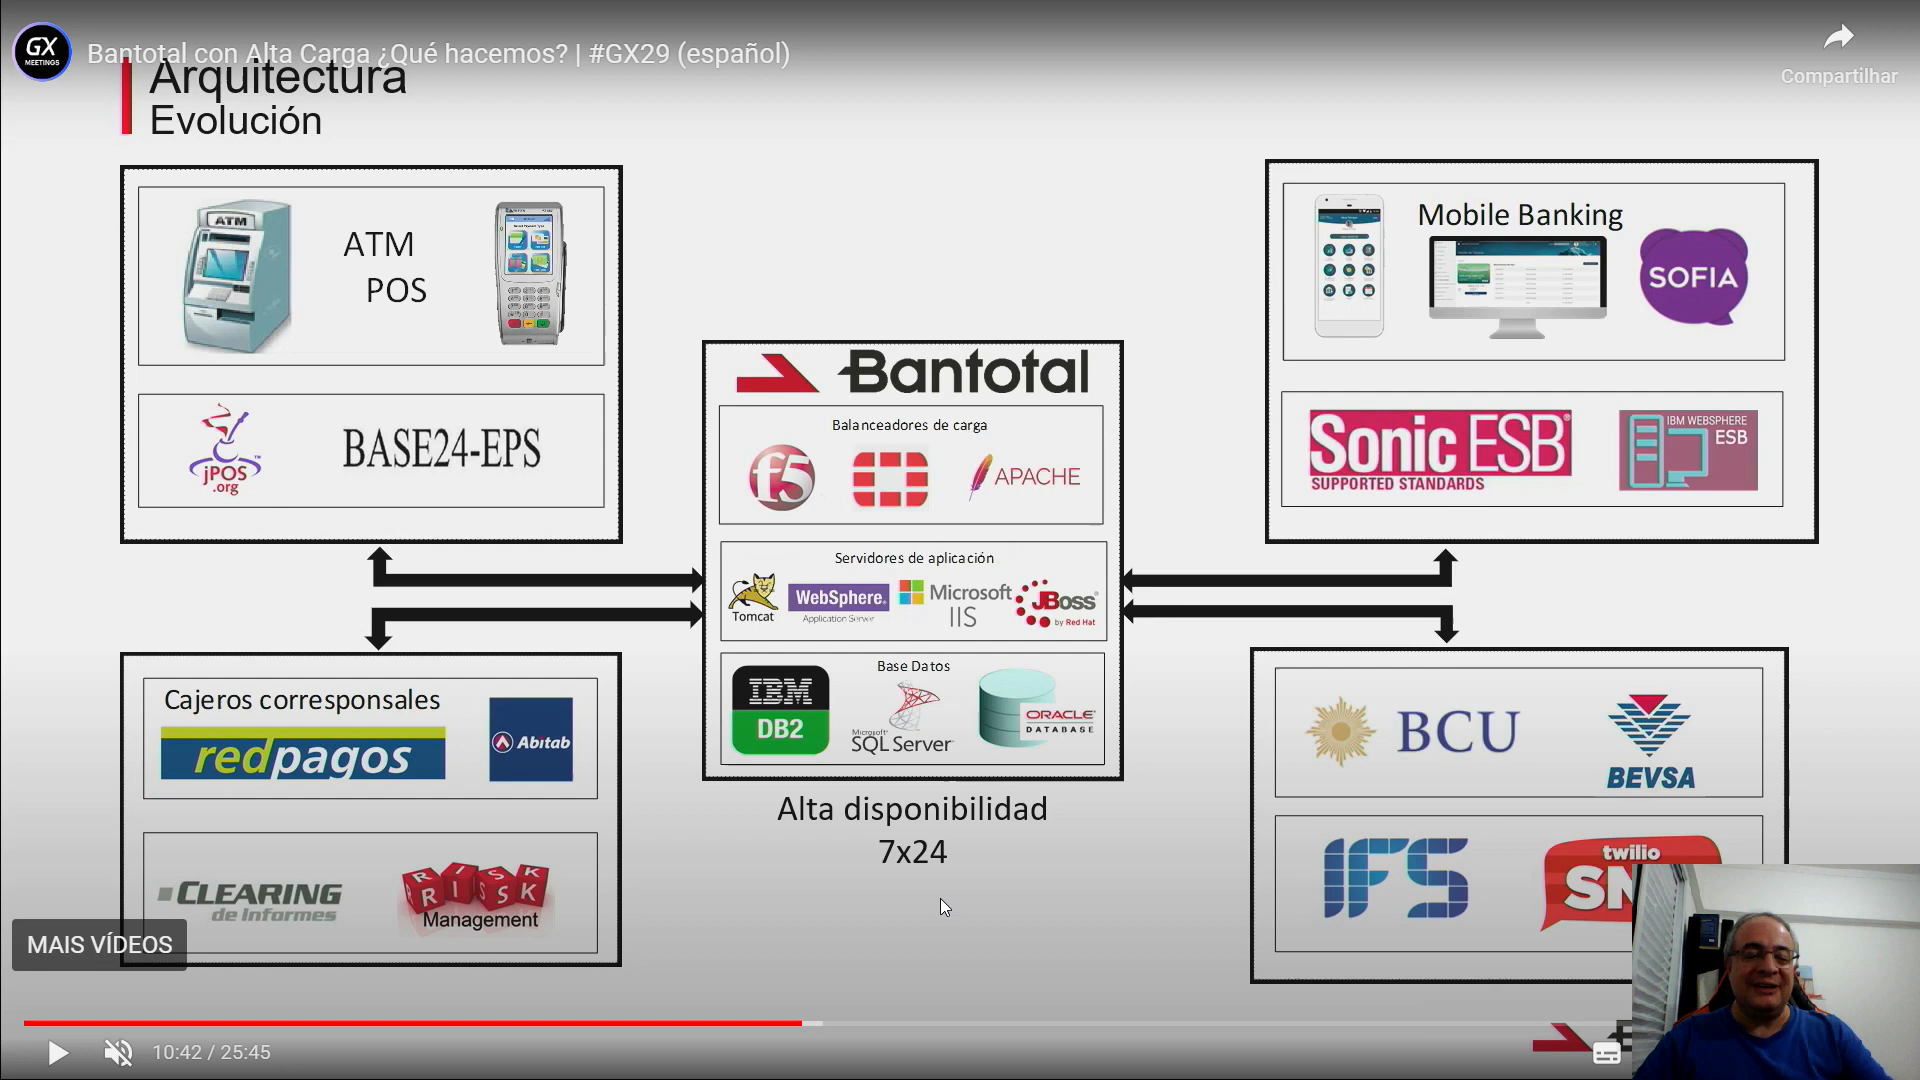 GX
MEETINGS
Bantotal con Alta Carga ¿Qué hacemos? | #GX29 (español)
Compartilhar
Arquitectura
Evolución
ATM
ATM
POS
jPOS
.org
BASE24-EPS
Mobile Banking
SOFIA
Sonic ESB
SUPPORTED STANDARDS
IBM WEBSPHERE
ESB
Bantotal
Balanceadores de carga
f5
APACHE
Servidores de aplicación
Tomcat
WebSphere.
Application Server
Microsoft
IIS
JBoss
by Red Hat
Base Datos
IBM
DB2
Microsoft
SQL Server
ORACLE
DATABASE
Alta disponibilidad
7x24
Cajeros corresponsales
redpagos
Abitab
CLEARING
de Informes
RISK
RISK
Management
BCU
BEVSA
IFS
twilio
MAIS VÍDEOS
10:42 / 25:45